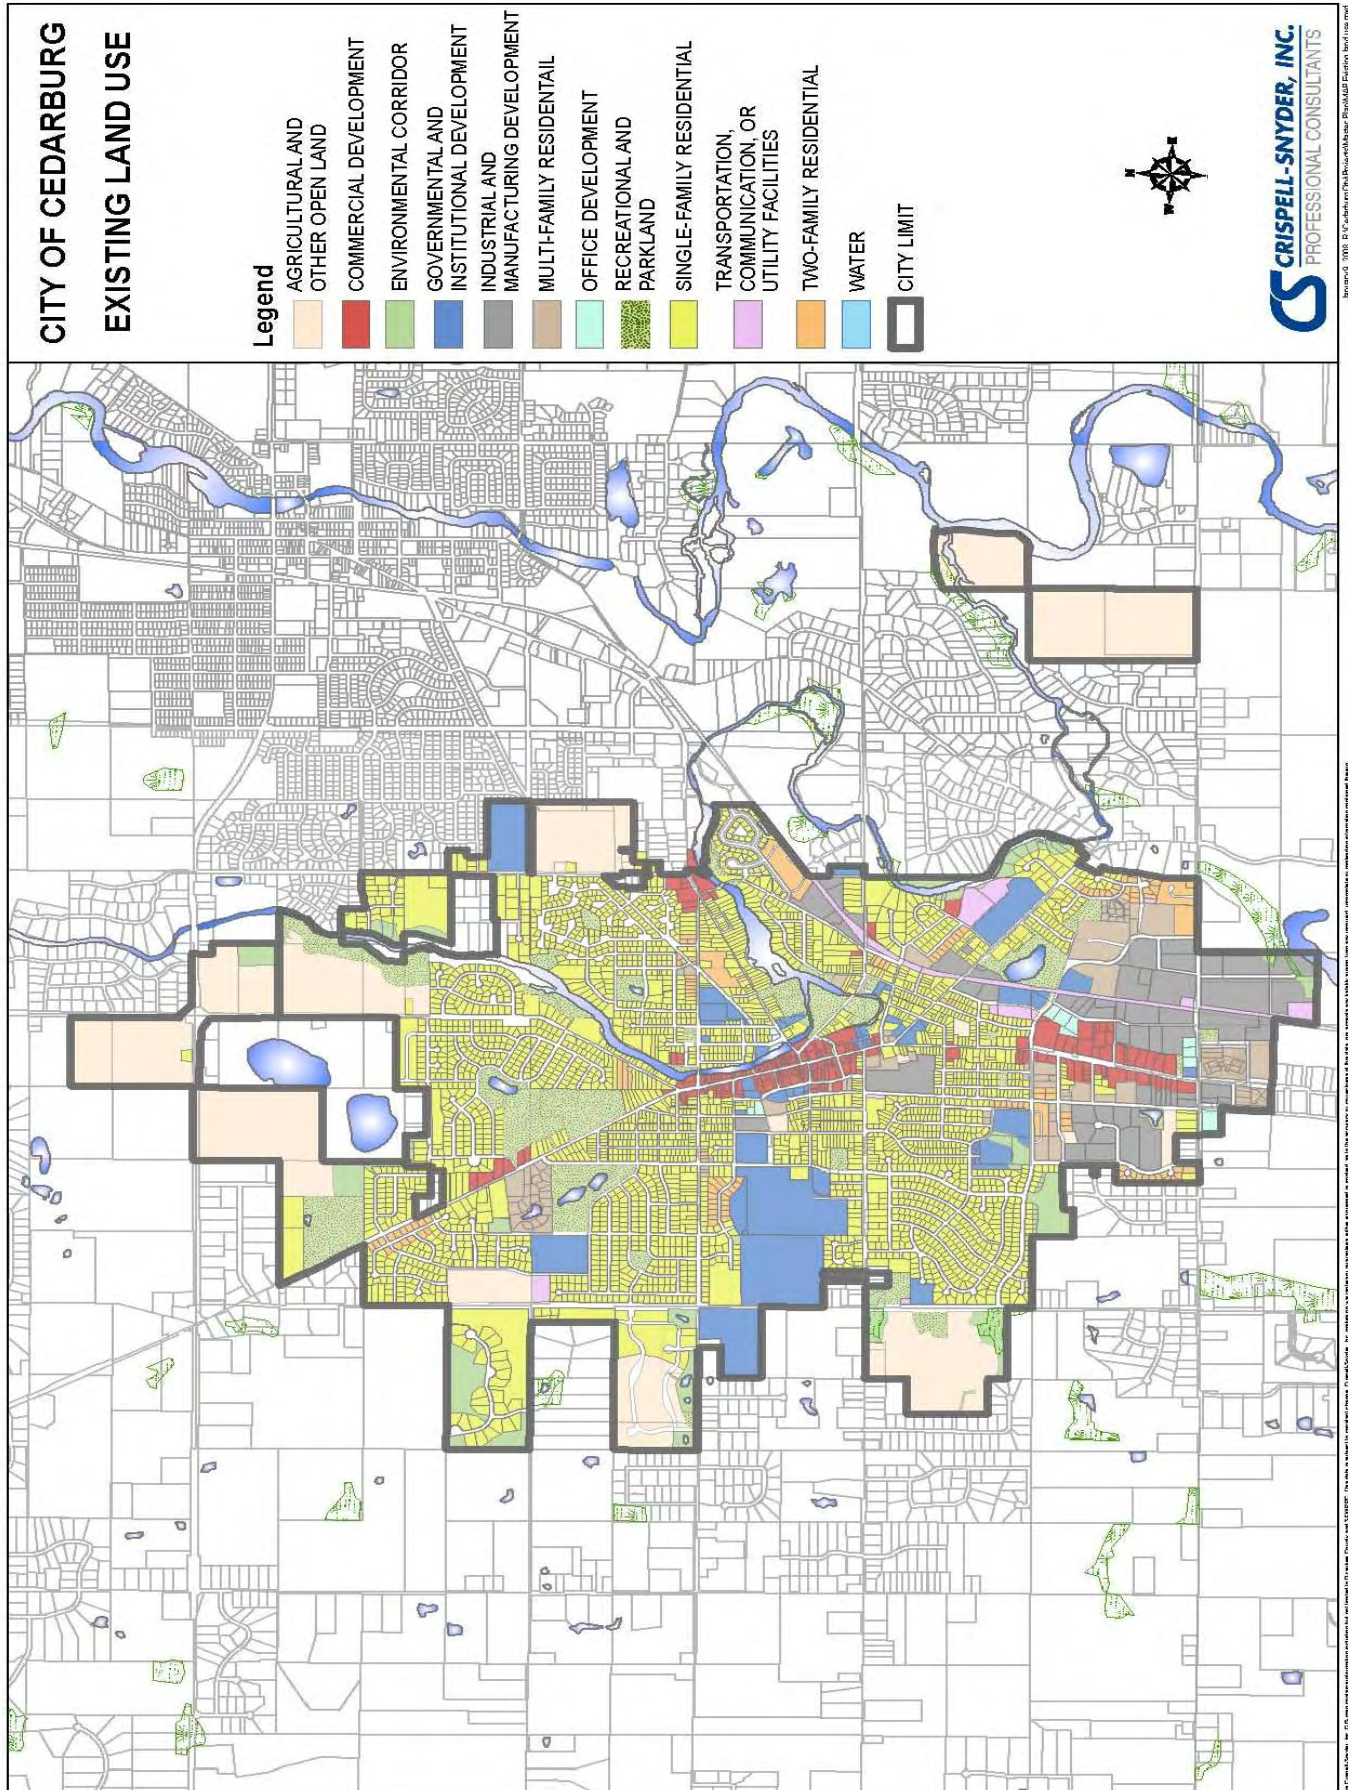 CITY OF CEDARBURG
EXISTING LAND USE
Legend
AGRICULTURAL AND
OTHER OPEN LAND
COMMERCIAL DEVELOPMENT
ENVIRONMENTAL CORRIDOR
GOVERNMENTAL AND
INSTITUTIONAL DEVELOPMENT
INDUSTRIAL AND
MANUFACTURING DEVELOPMENT
MULTI-FAMILY RESIDENTAIL
OFFICE DEVELOPMENT
RECREATIONAL AND
PARKLAND
SINGLE-FAMILY RESIDENTIAL
TRANSPORTATION,
COMMUNICATION, OR
UTILITY FACILITIES
TWO-FAMILY RESIDENTIAL
WATER
CITY LIMIT
N
W E
S
CS CRISPELL-SNYDER, INC.
PROFESSIONAL CONSULTANTS